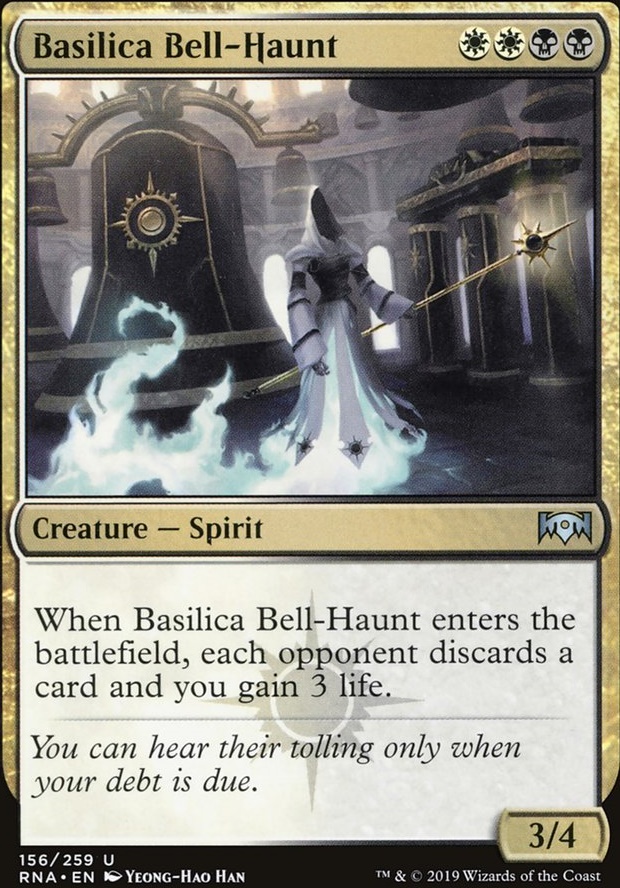 Basilica Bell-Haunt
Creature — Spirit
When Basilica Bell-Haunt enters the
battlefield, each opponent discards a
card and you gain 3 life.
You can hear their tolling only when
your debt is due.
3/4
156/259 U
RNA • EN Yeong-Hao Han
™ & © 2019 Wizards of the Coast